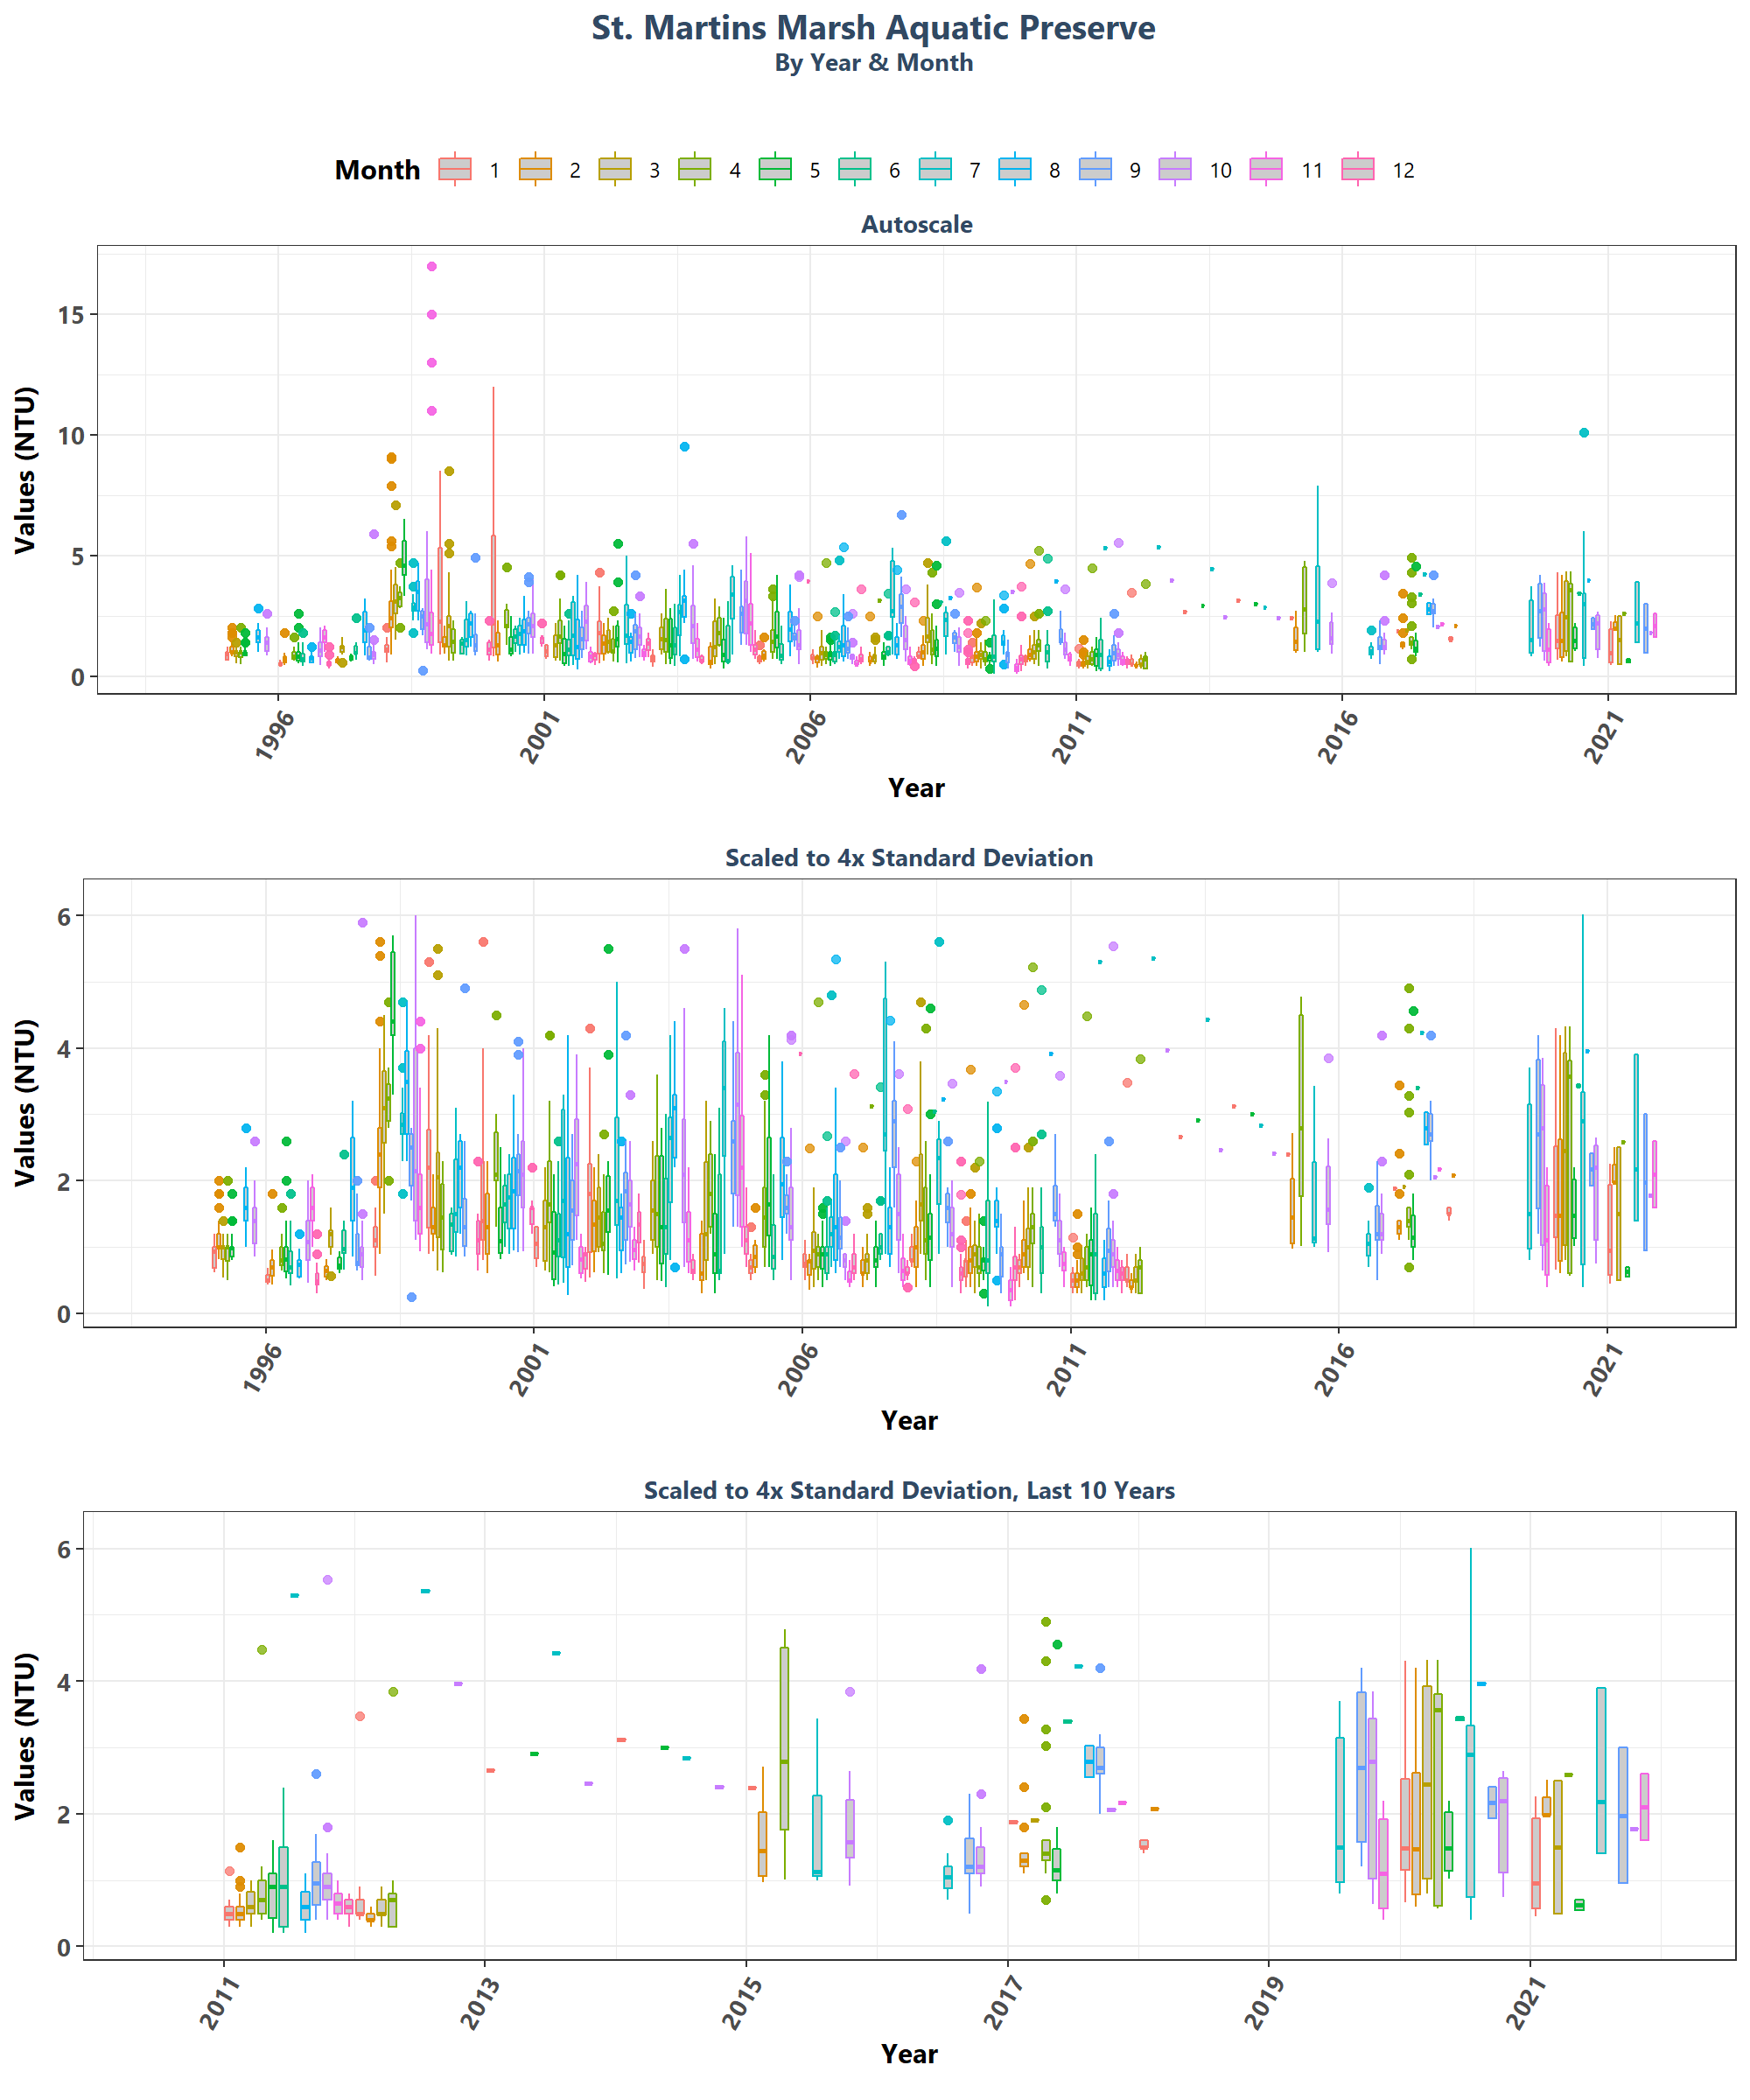 St. Martins Marsh Aquatic Preserve
By Year & Month
Month 1 2 3 4 5 6 7 8 9 10 11 12
Autoscale
Values (NTU)
15
10
5
0
1996 2001 2006 2011 2016 2021
Year
Scaled to 4x Standard Deviation
Values (NTU)
6
4
2
0
1996 2001 2006 2011 2016 2021
Year
Scaled to 4x Standard Deviation, Last 10 Years
Values (NTU)
6
4
2
0
2011 2013 2015 2017 2019 2021
Year